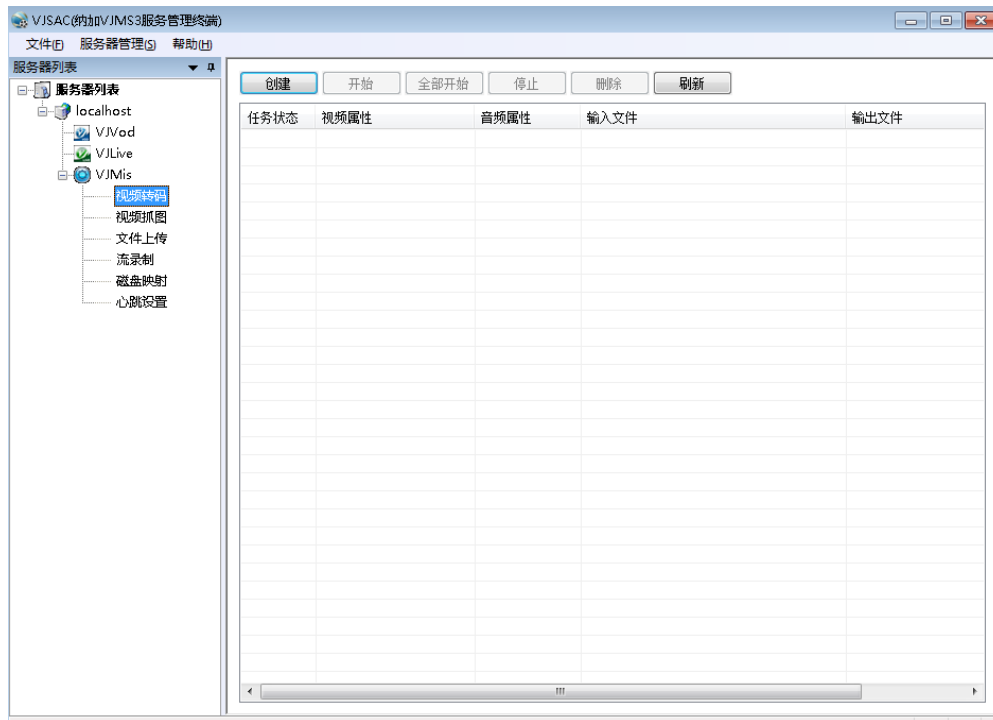 VJSAC(纳加VJMS3服务管理终端)
文件(F) 服务器管理(S) 帮助(H)
服务器列表
服务器列表
localhost
VJVod
VJLive
VJMis
视频转码
视频抓图
文件上传
流录制
磁盘映射
心跳设置
创建 开始 全部开始 停止 删除 刷新
任务状态 视频属性 音频属性 输入文件 输出文件